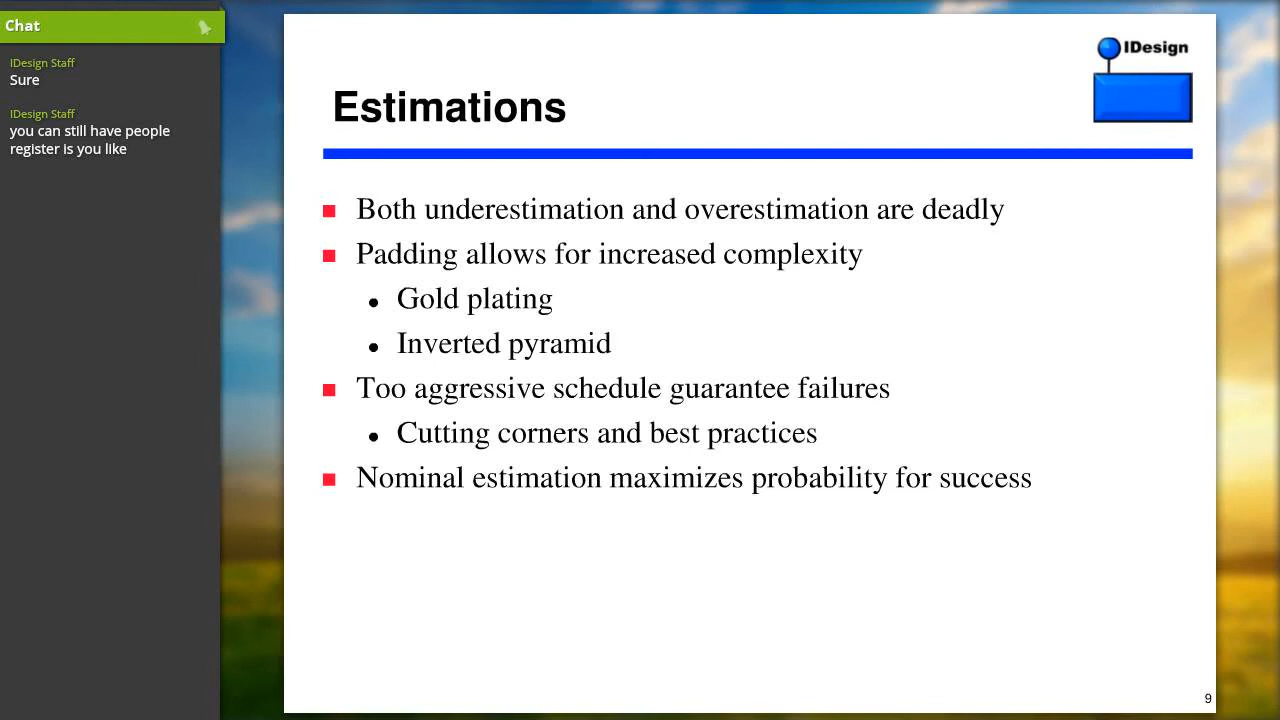 Chat
IDesign Staff
Sure
IDesign Staff
you can still have people
register is you like
IDesign
Estimations
Both underestimation and overestimation are deadly
Padding allows for increased complexity
Gold plating
Inverted pyramid
Too aggressive schedule guarantee failures
Cutting corners and best practices
Nominal estimation maximizes probability for success
9